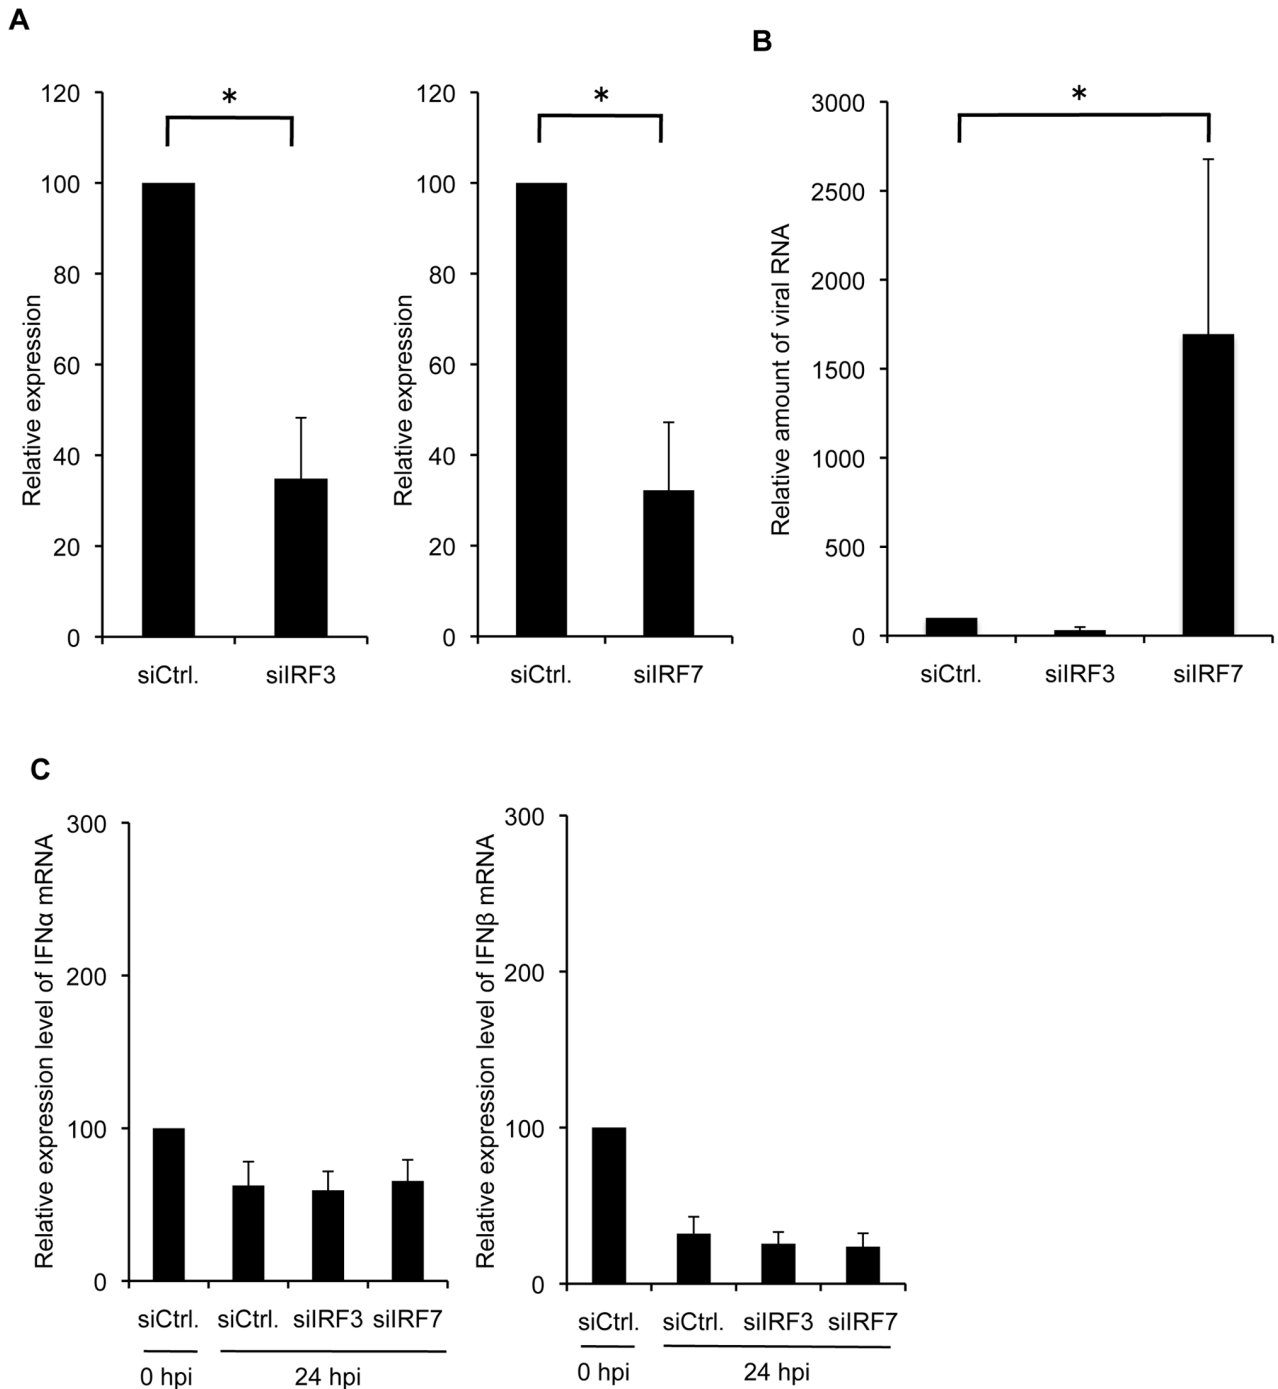 A
B
*
*
*
120
100
80
60
40
20
0
Relative expression
siCtrl.
siIRF3
120
100
80
60
40
20
0
Relative expression
siCtrl.
siIRF7
3000
2500
2000
1500
1000
500
0
Relative amount of viral RNA
siCtrl.
siIRF3
siIRF7
C
300
200
100
0
Relative expression level of IFNα mRNA
siCtrl. siCtrl. siIRF3 siIRF7
0 hpi 24 hpi
300
200
100
0
Relative expression level of IFNβ mRNA
siCtrl. siCtrl. siIRF3 siIRF7
0 hpi 24 hpi